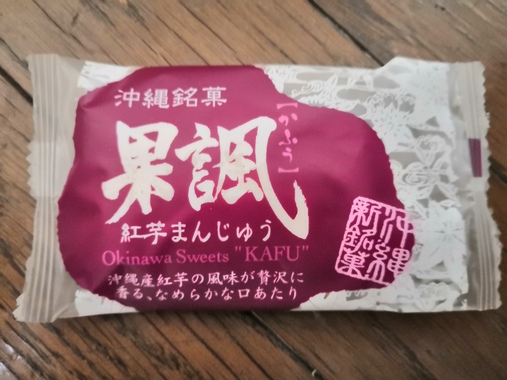 沖縄銘菓
果諷
【かふう】
紅芋まんじゅう
Okinawa Sweets "KAFU"
沖縄産紅芋の風味が贅沢に
香る、なめらかな口あたり
沖縄
新銘菓